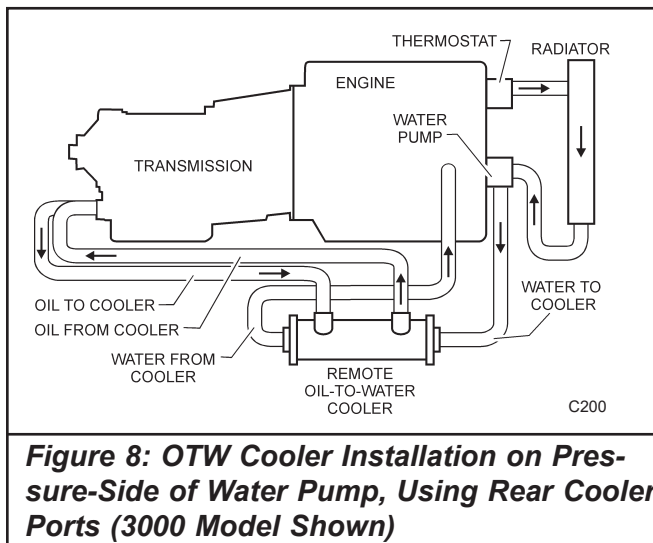 THERMOSTAT
RADIATOR
ENGINE
WATER
PUMP
TRANSMISSION
OIL TO COOLER
OIL FROM COOLER
WATER FROM
COOLER
WATER TO
COOLER
REMOTE
OIL-TO-WATER
COOLER
C200
Figure 8: OTW Cooler Installation on Pres-
sure-Side of Water Pump, Using Rear Cooler
Ports (3000 Model Shown)